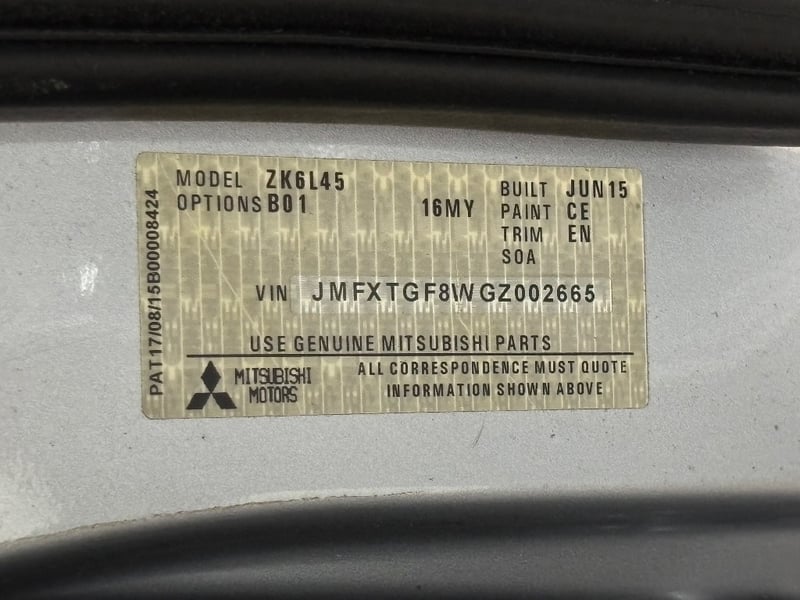 MODEL ZK6L45
OPTIONS B01 16MY
BUILT JUN15
PAINT CE
TRIM EN
SOA
VIN JMFXTGF8WGZ002665
USE GENUINE MITSUBISHI PARTS
MITSUBISHI
MOTORS
ALL CORRESPONDENCE MUST QUOTE
INFORMATION SHOWN ABOVE
PAT17/08/15B00008424